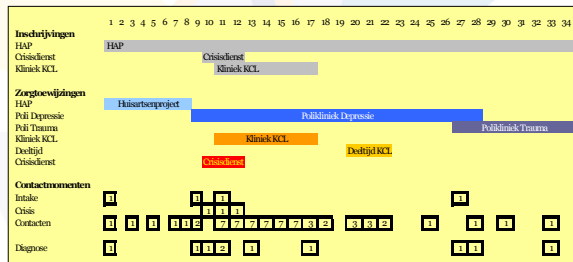 1 2 3 4 5 6 7 8 9 10 11 12 13 14 15 16 17 18 19 20 21 22 23 24 25 26 27 28 29 30 31 32 33 34
Inschrijvingen
HAP HAP
Crisisdienst Crisisdienst
Kliniek KCL Kliniek KCL
Zorgtoewijzingen
HAP Huisartsenproject
Poli Depressie Polikliniek Depressie
Poli Trauma Polikliniek Trauma
Kliniek KCL Kliniek KCL
Deeltijd Deeltijd KCL
Crisisdienst Crisisdienst
Contactmomenten
Intake 1 1 1 1
Crisis 1 1 1
Contacten 1 1 1 1 1 2 7 7 7 7 7 7 3 2 3 3 2 1 1 1 1
Diagnose 1 1 1 2 1 1 1 1 1